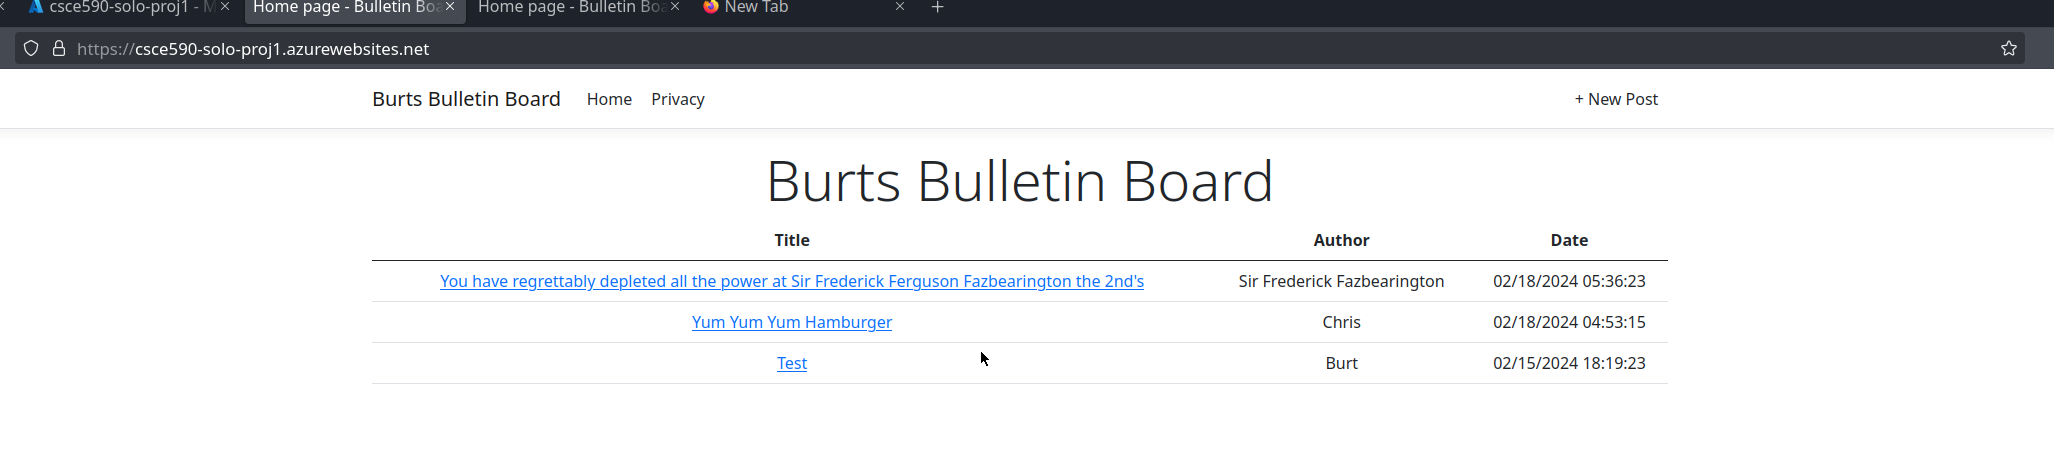 csce590-solo-proj1 - M Home page - Bulletin Boa Home page - Bulletin Boa New Tab
https://csce590-solo-proj1.azurewebsites.net
Burts Bulletin Board Home Privacy + New Post
Burts Bulletin Board
Title Author Date
You have regrettably depleted all the power at Sir Frederick Ferguson Fazbearington the 2nd's Sir Frederick Fazbearington 02/18/2024 05:36:23
Yum Yum Yum Hamburger Chris 02/18/2024 04:53:15
Test Burt 02/15/2024 18:19:23